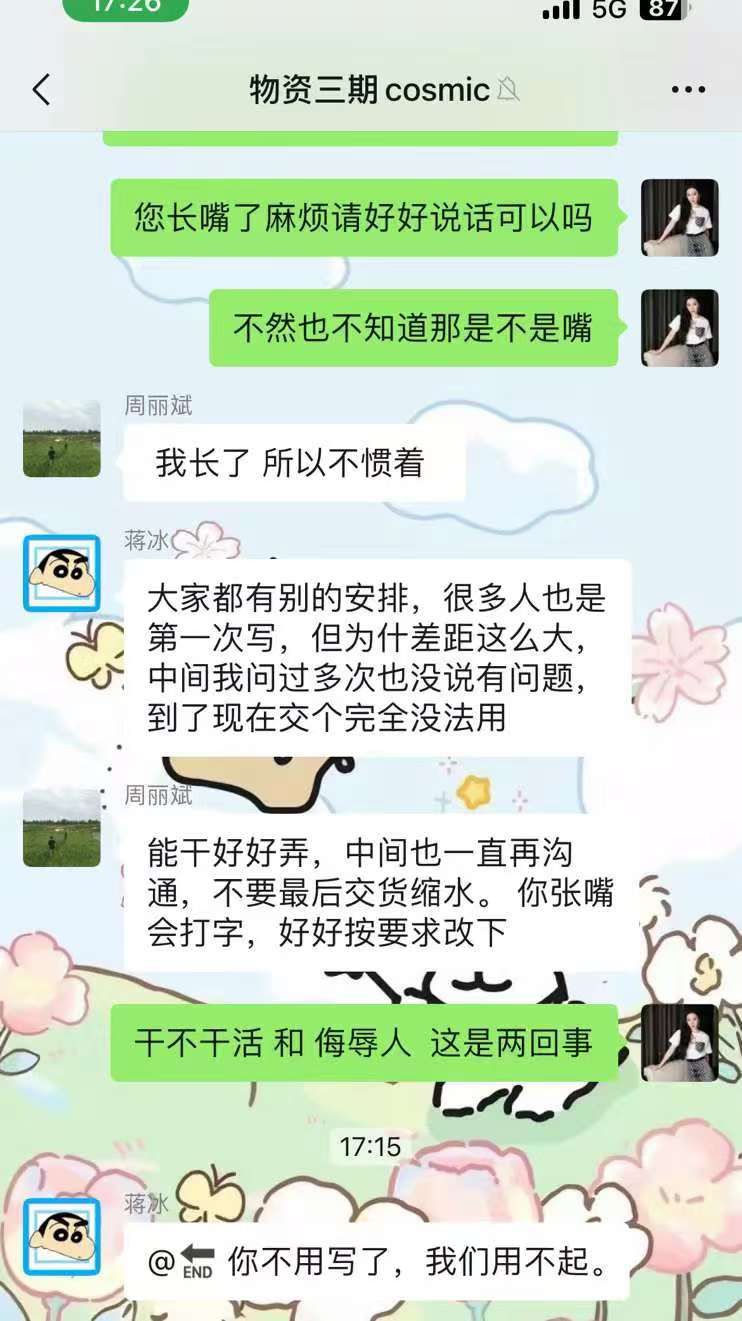 17:26
5G
87
物资三期cosmic
您长嘴了麻烦请好好说话可以吗
不然也不知道那是不是嘴
周丽斌
我长了 所以不惯着
蒋冰
大家都有别的安排，很多人也是
第一次写，但为什差距这么大，
中间我问过多次也没说有问题，
到了现在交个完全没法用
周丽斌
能干好好弄，中间也一直再沟
通，不要最后交货缩水。 你张嘴
会打字，好好按要求改下
干不干活 和 侮辱人  这是两回事
17:15
蒋冰
@🔚 你不用写了，我们用不起。